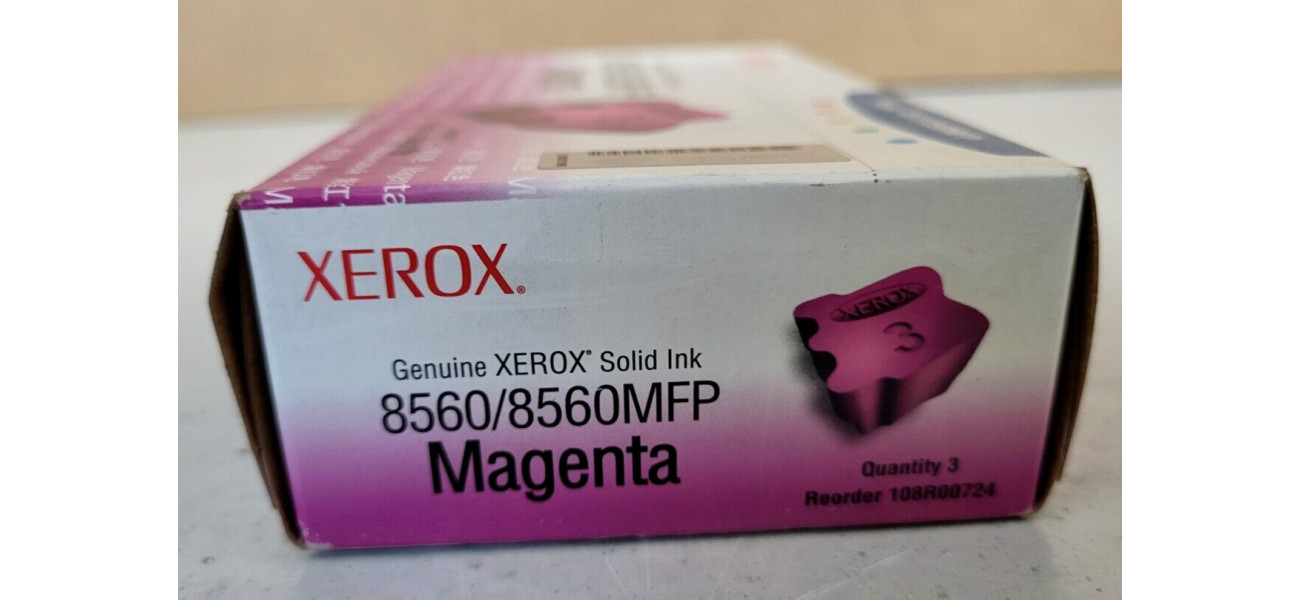 XEROX®
Genuine XEROX® Solid Ink
8560/8560MFP
Magenta
XEROX
3
Quantity 3
Reorder 108R00724